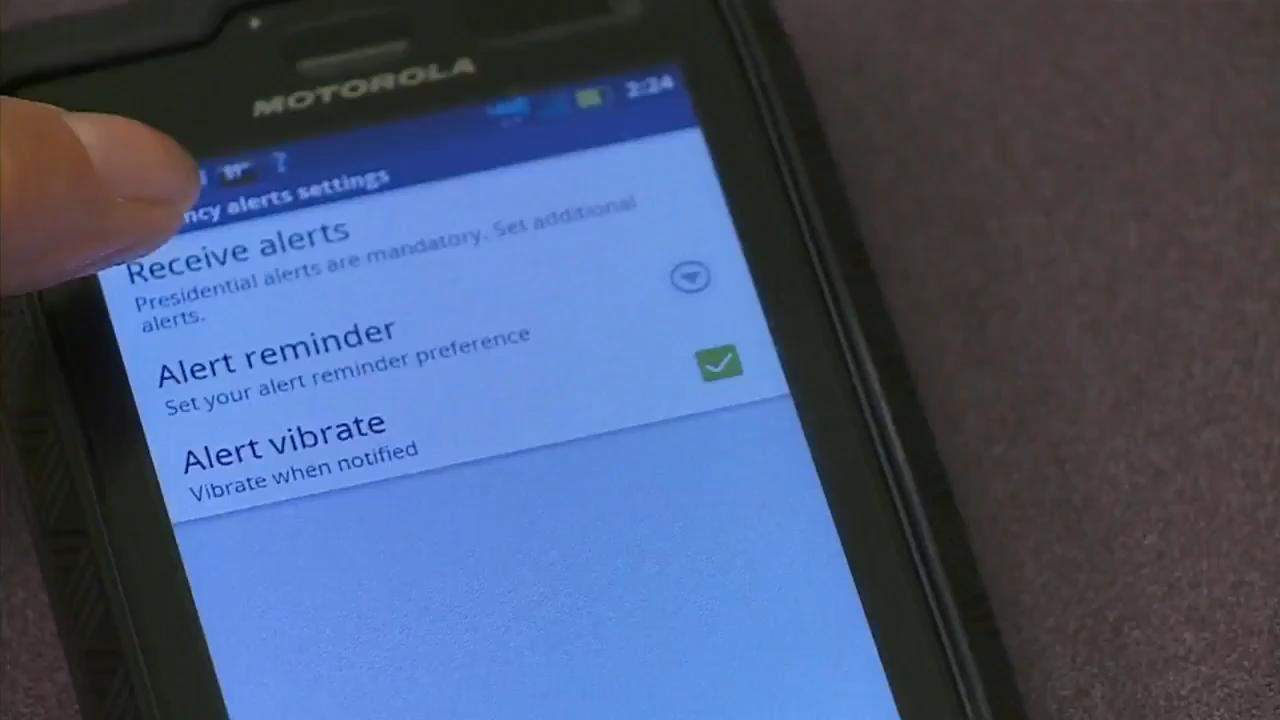 MOTOROLA
2:24
ncy alerts settings
Receive alerts
Presidential alerts are mandatory. Set additional
alerts.
Alert reminder
Set your alert reminder preference
Alert vibrate
Vibrate when notified